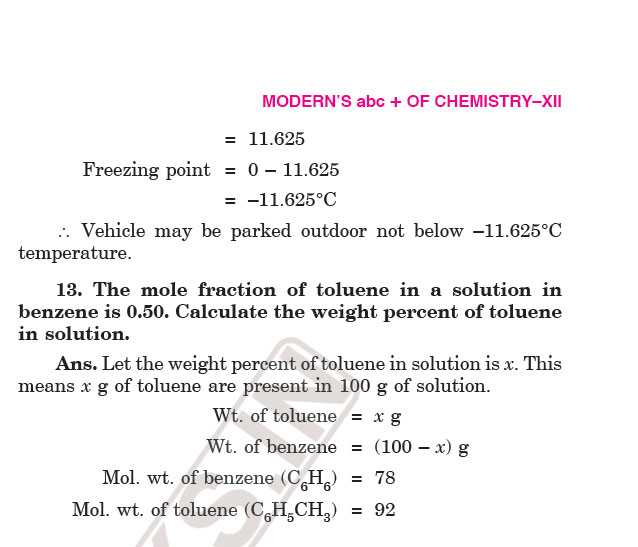 MODERN'S abc + OF CHEMISTRY–XII
= 11.625
Freezing point = 0 – 11.625
= –11.625°C
∴ Vehicle may be parked outdoor not below –11.625°C
temperature.
13. The mole fraction of toluene in a solution in
benzene is 0.50. Calculate the weight percent of toluene
in solution.
Ans. Let the weight percent of toluene in solution is x. This
means x g of toluene are present in 100 g of solution.
Wt. of toluene = x g
Wt. of benzene = (100 – x) g
Mol. wt. of benzene (C₆H₆) = 78
Mol. wt. of toluene (C₆H₅CH₃) = 92
KS.IN